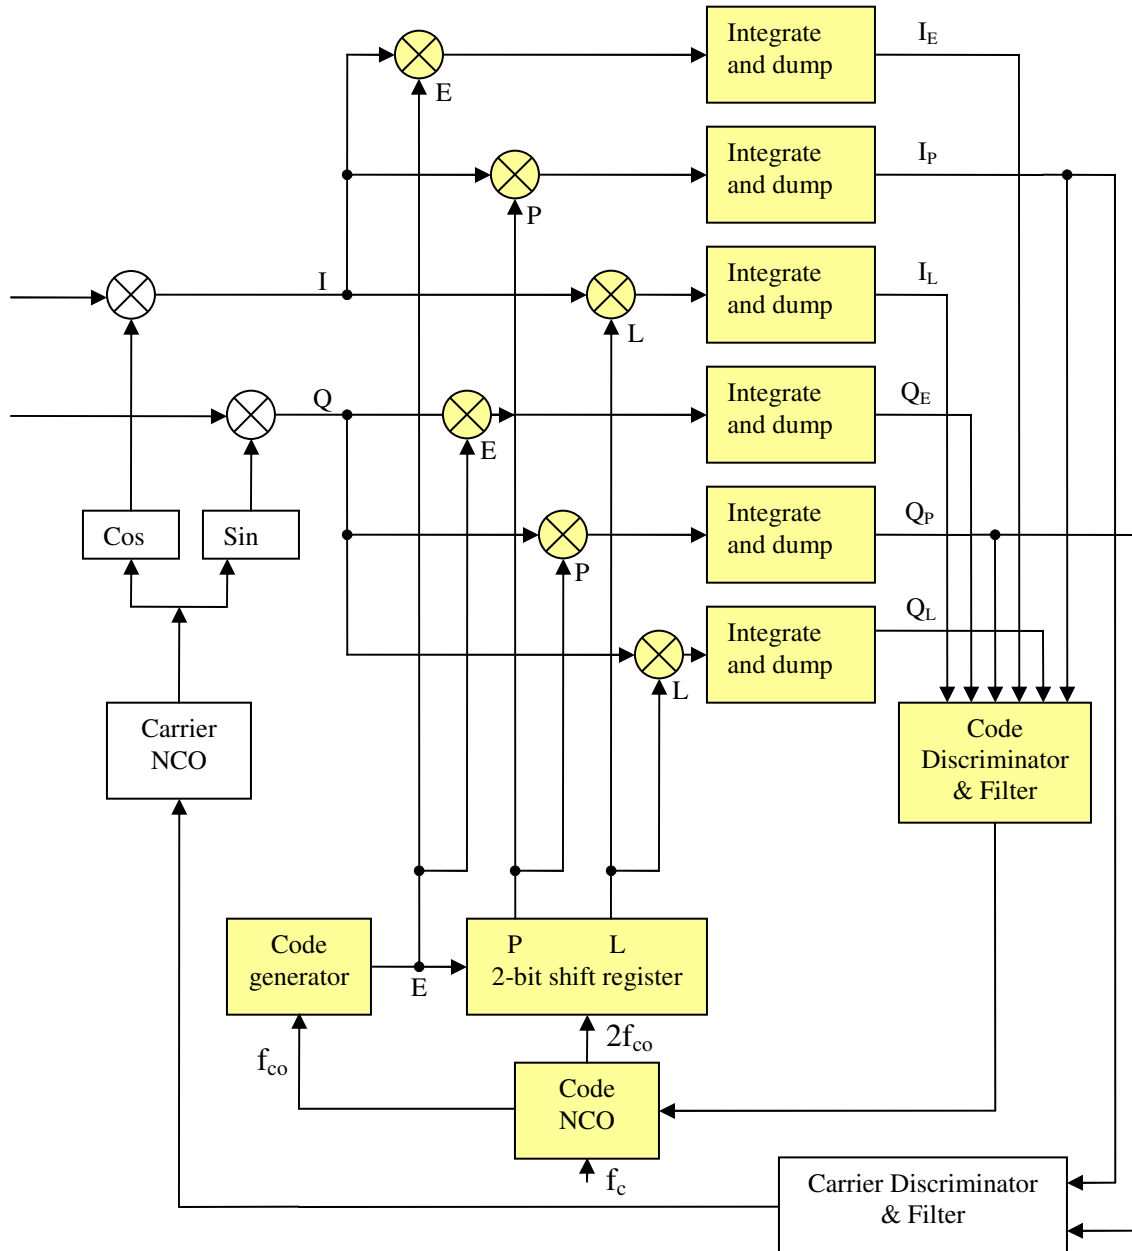 Integrate
and dump
I_E
E
Integrate
and dump
I_P
P
I
Integrate
and dump
I_L
L
Q
Integrate
and dump
Q_E
E
Cos
Sin
Integrate
and dump
Q_P
P
Integrate
and dump
Q_L
L
Carrier
NCO
Code
Discriminator
& Filter
Code
generator
E
P L
2-bit shift register
f_co
2f_co
Code
NCO
f_c
Carrier Discriminator
& Filter